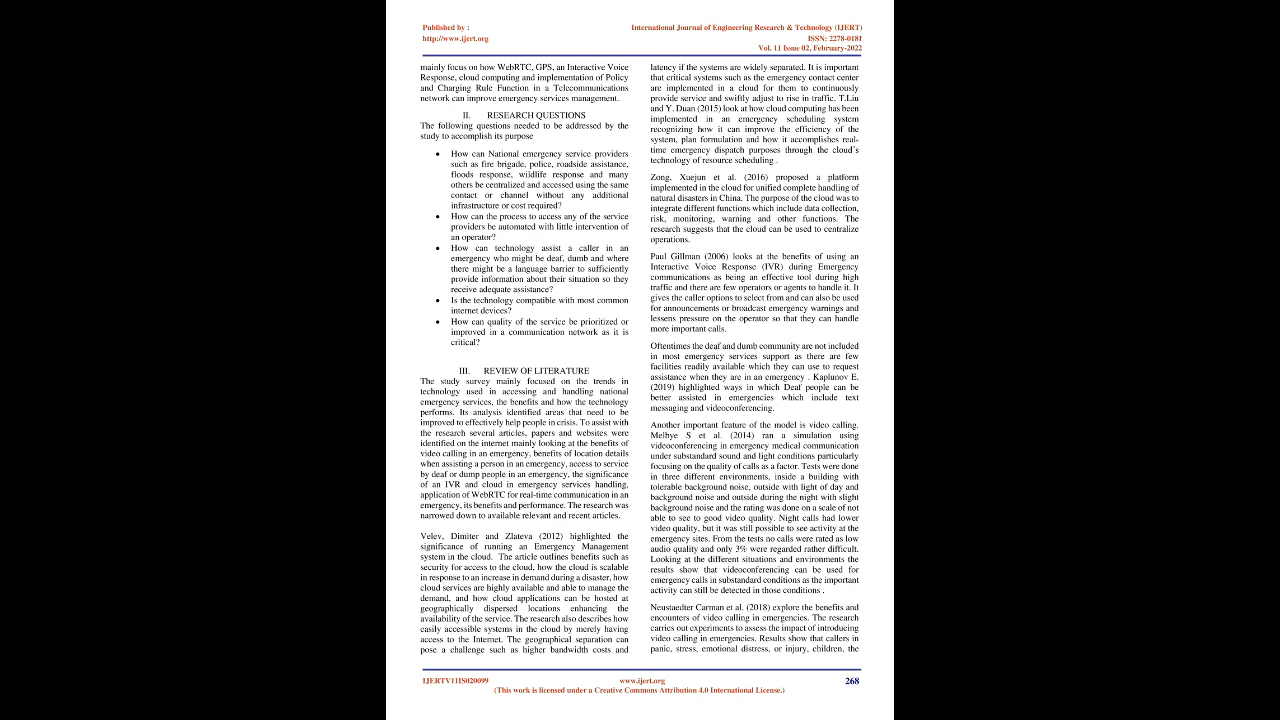 Published by :
http://www.ijert.org
International Journal of Engineering Research & Technology (IJERT)
ISSN: 2278-0181
Vol. 11 Issue 02, February-2022
mainly focus on how WebRTC, GPS, an Interactive Voice
Response, cloud computing and implementation of Policy
and Charging Rule Function in a Telecommunications
network can improve emergency services management.
II. RESEARCH QUESTIONS
The following questions needed to be addressed by the
study to accomplish its purpose
• How can National emergency service providers
such as fire brigade, police, roadside assistance,
floods response, wildlife response and many
others be centralized and accessed using the same
contact or channel without any additional
infrastructure or cost required?
• How can the process to access any of the service
providers be automated with little intervention of
an operator?
• How can technology assist a caller in an
emergency who might be deaf, dumb and where
there might be a language barrier to sufficiently
provide information about their situation so they
receive adequate assistance?
• Is the technology compatible with most common
internet devices?
• How can quality of the service be prioritized or
improved in a communication network as it is
critical?
III. REVIEW OF LITERATURE
The study survey mainly focused on the trends in
technology used in accessing and handling national
emergency services, the benefits and how the technology
performs. Its analysis identified areas that need to be
improved to effectively help people in crisis. To assist with
the research several articles, papers and websites were
identified on the internet mainly looking at the benefits of
video calling in an emergency, benefits of location details
when assisting a person in an emergency, access to service
by deaf or dump people in an emergency, the significance
of an IVR and cloud in emergency services handling,
application of WebRTC for real-time communication in an
emergency, its benefits and performance. The research was
narrowed down to available relevant and recent articles.
Velev, Dimiter and Zlateva (2012) highlighted the
significance of running an Emergency Management
system in the cloud. The article outlines benefits such as
security for access to the cloud, how the cloud is scalable
in response to an increase in demand during a disaster, how
cloud services are highly available and able to manage the
demand, and how cloud applications can be hosted at
geographically dispersed locations enhancing the
availability of the service. The research also describes how
easily accessible systems in the cloud by merely having
access to the Internet. The geographical separation can
pose a challenge such as higher bandwidth costs and
latency if the systems are widely separated. It is important
that critical systems such as the emergency contact center
are implemented in a cloud for them to continuously
provide service and swiftly adjust to rise in traffic. T.Liu
and Y. Duan (2015) look at how cloud computing has been
implemented in an emergency scheduling system
recognizing how it can improve the efficiency of the
system, plan formulation and how it accomplishes real-
time emergency dispatch purposes through the cloud's
technology of resource scheduling .
Zong, Xuejun et al. (2016) proposed a platform
implemented in the cloud for unified complete handling of
natural disasters in China. The purpose of the cloud was to
integrate different functions which include data collection,
risk, monitoring, warning and other functions. The
research suggests that the cloud can be used to centralize
operations.
Paul Gillman (2006) looks at the benefits of using an
Interactive Voice Response (IVR) during Emergency
communications as being an effective tool during high
traffic and there are few operators or agents to handle it. It
gives the caller options to select from and can also be used
for announcements or broadcast emergency warnings and
lessens pressure on the operator so that they can handle
more important calls.
Oftentimes the deaf and dumb community are not included
in most emergency services support as there are few
facilities readily available which they can use to request
assistance when they are in an emergency . Kaplunov E.
(2019) highlighted ways in which Deaf people can be
better assisted in emergencies which include text
messaging and videoconferencing.
Another important feature of the model is video calling.
Melbye S et al. (2014) ran a simulation using
videoconferencing in emergency medical communication
under substandard sound and light conditions particularly
focusing on the quality of calls as a factor. Tests were done
in three different environments, inside a building with
tolerable background noise, outside with light of day and
background noise and outside during the night with slight
background noise and the rating was done on a scale of not
able to see to good video quality. Night calls had lower
video quality, but it was still possible to see activity at the
emergency sites. From the tests no calls were rated as low
audio quality and only 3% were regarded rather difficult.
Looking at the different situations and environments the
results show that videoconferencing can be used for
emergency calls in substandard conditions as the important
activity can still be detected in those conditions .
Neustaedter Carman et al. (2018) explore the benefits and
encounters of video calling in emergencies. The research
carries out experiments to assess the impact of introducing
video calling in emergencies. Results show that callers in
panic, stress, emotional distress, or injury, children, the
IJERTV11IS020099
www.ijert.org
268
(This work is licensed under a Creative Commons Attribution 4.0 International License.)